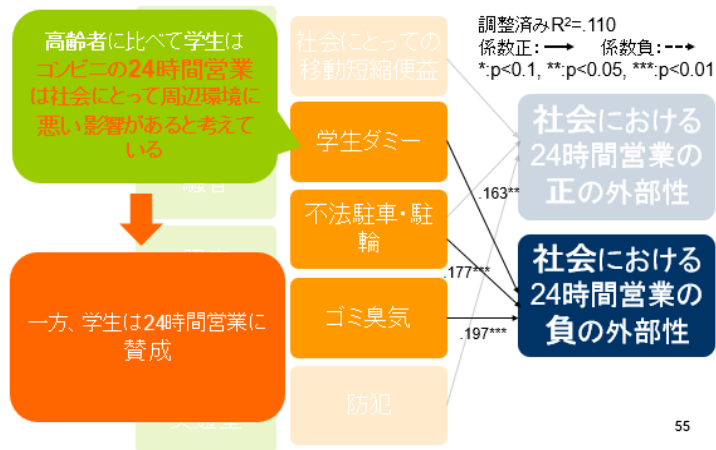 高齢者に比べて学生は
コンビニの24時間営業
は社会にとって周辺環境に
悪い影響があると考えて
いる
一方、学生は24時間営業に
賛成
社会にとっての
移動短縮便益
学生ダミー
不法駐車・駐
輪
ゴミ臭気
防犯
調整済みR²=.110
係数正: 係数負:
*:p<0.1, **:p<0.05, ***:p<0.01
社会における
24時間営業の
正の外部性
.163**
.177***
.197***
社会における
24時間営業の
負の外部性
55